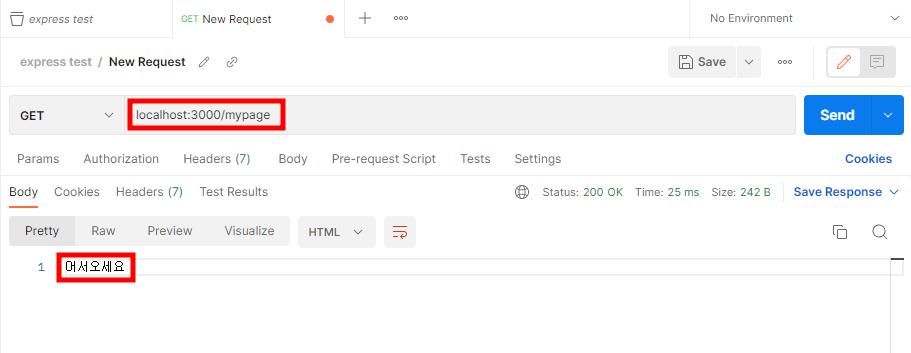 express test GET New Request No Environment
express test / New Request Save
GET localhost:3000/mypage Send
Params Authorization Headers (7) Body Pre-request Script Tests Settings Cookies
Body Cookies Headers (7) Test Results Status: 200 OK Time: 25 ms Size: 242 B Save Response
Pretty Raw Preview Visualize HTML
1 어서오세요